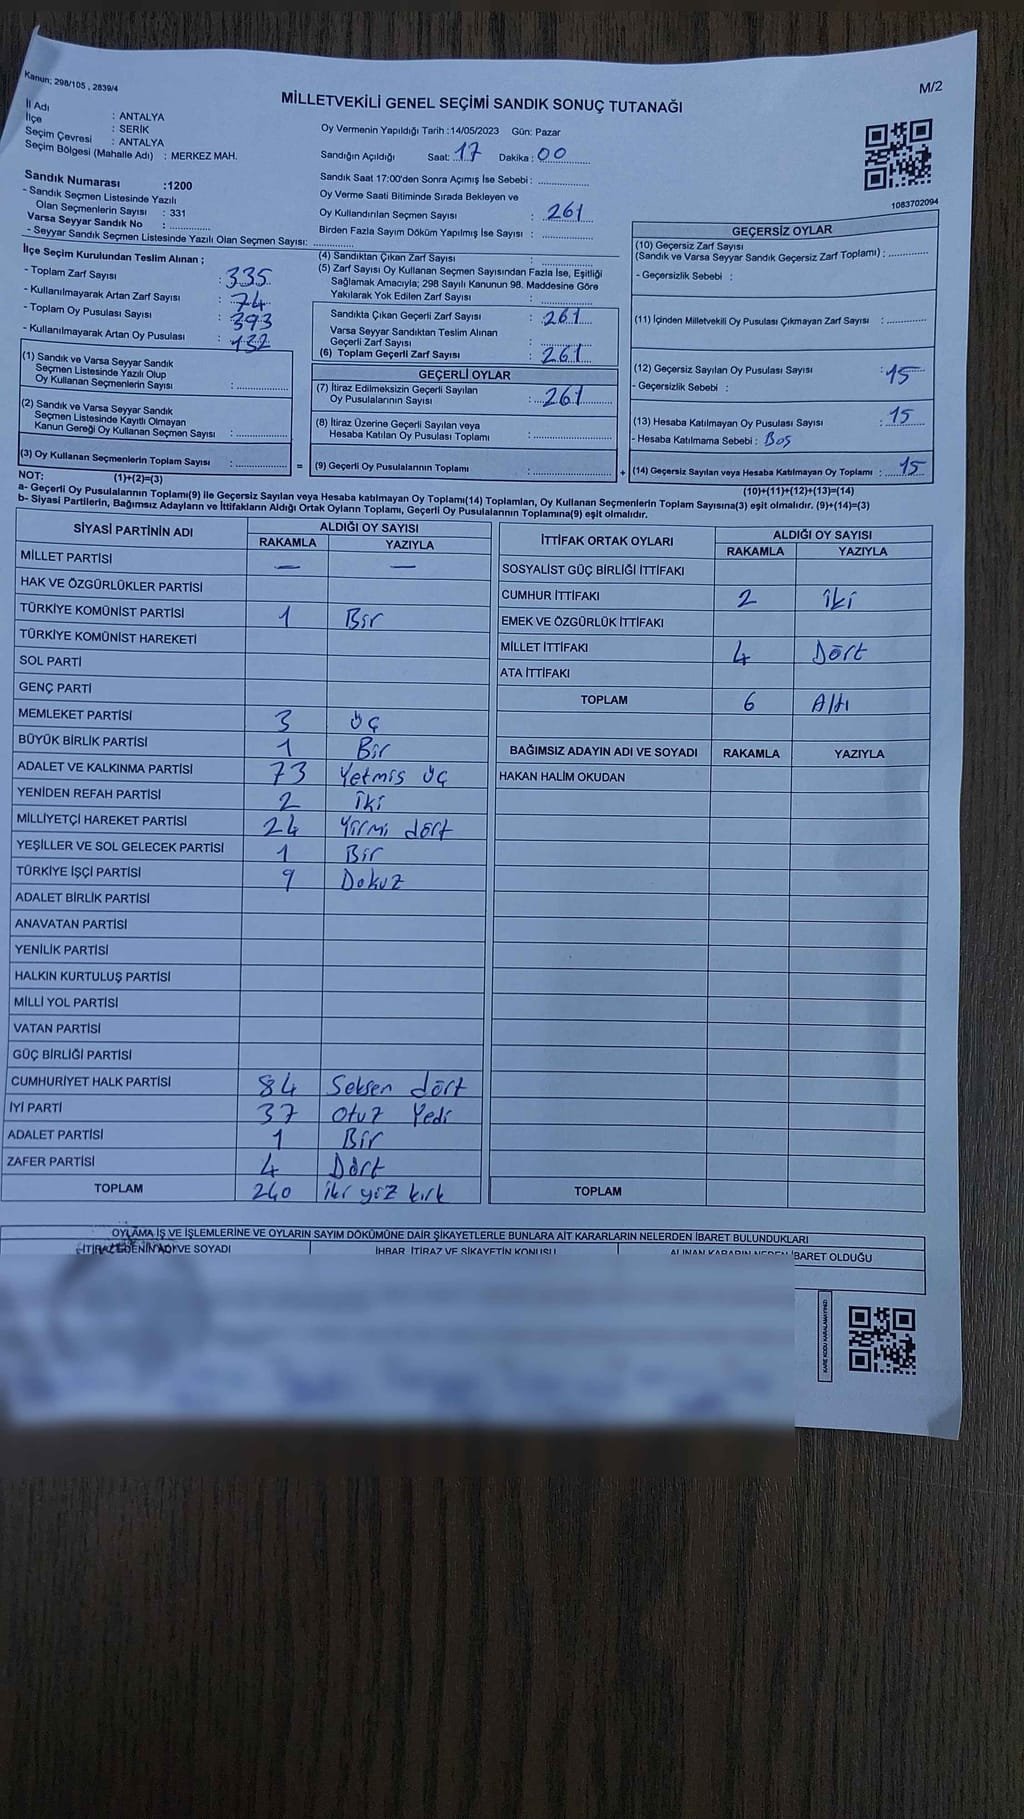 Kanun; 298/105 , 2839/4
M/2
MİLLETVEKİLİ GENEL SEÇİMİ SANDIK SONUÇ TUTANAĞI
İl Adı : ANTALYA
İlçe : SERİK
Seçim Çevresi : ANTALYA
Seçim Bölgesi (Mahalle Adı) : MERKEZ MAH.
Oy Vermenin Yapıldığı Tarih :14/05/2023 Gün: Pazar
Sandığın Açıldığı Saat: 17 Dakika : 00
Sandık Saat 17:00'den Sonra Açımış İse Sebebi :
Oy Verme Saati Bitiminde Sırada Bekleyen ve
Oy Kullandırılan Seçmen Sayısı : 261
Birden Fazla Sayım Döküm Yapılmış İse Sayısı :
1083702094
Sandık Numarası :1200
- Sandık Seçmen Listesinde Yazılı
Olan Seçmenlerin Sayısı : 331
Varsa Seyyar Sandık No :
- Seyyar Sandık Seçmen Listesinde Yazılı Olan Seçmen Sayısı:
İlçe Seçim Kurulundan Teslim Alınan ;
- Toplam Zarf Sayısı : 335
- Kullanılmayarak Artan Zarf Sayısı : 74
- Toplam Oy Pusulası Sayısı : 393
- Kullanılmayarak Artan Oy Pusulası : 132
(1) Sandık ve Varsa Seyyar Sandık
Seçmen Listesinde Yazılı Olup
Oy Kullanan Seçmenlerin Sayısı :
(2) Sandık ve Varsa Seyyar Sandık
Seçmen Listesinde Kayıtlı Olmayan
Kanun Gereği Oy Kullanan Seçmen Sayısı :
(3) Oy Kullanan Seçmenlerin Toplam Sayısı :
(1)+(2)=(3)
(4) Sandıktan Çıkan Zarf Sayısı :
(5) Zarf Sayısı Oy Kullanan Seçmen Sayısından Fazla İse, Eşitliği
Sağlamak Amacıyla; 298 Sayılı Kanunun 98. Maddesine Göre
Yakılarak Yok Edilen Zarf Sayısı :
Sandıkta Çıkan Geçerli Zarf Sayısı : 261
Varsa Seyyar Sandıktan Teslim Alınan
Geçerli Zarf Sayısı :
(6) Toplam Geçerli Zarf Sayısı : 261
GEÇERLİ OYLAR
(7) İtiraz Edilmeksizin Geçerli Sayılan
Oy Pusulalarının Sayısı : 261
(8) İtiraz Üzerine Geçerli Sayılan veya
Hesaba Katılan Oy Pusulası Toplamı :
= (9) Geçerli Oy Pusulalarının Toplamı :
GEÇERSİZ OYLAR
(10) Geçersiz Zarf Sayısı
(Sandık ve Varsa Seyyar Sandık Geçersiz Zarf Toplamı) :
- Geçersizlik Sebebi :
(11) İçinden Milletvekili Oy Pusulası Çıkmayan Zarf Sayısı :
(12) Geçersiz Sayılan Oy Pusulası Sayısı : 15
- Geçersizlik Sebebi :
(13) Hesaba Katılmayan Oy Pusulası Sayısı : 15
- Hesaba Katılmama Sebebi : Boş
+ (14) Geçersiz Sayılan veya Hesaba Katılmayan Oy Toplamı : 15
(10)+(11)+(12)+(13)=(14)
NOT:
a- Geçerli Oy Pusulalarının Toplamı(9) ile Geçersiz Sayılan veya Hesaba katılmayan Oy Toplamı(14) Toplamları, Oy Kullanan Seçmenlerin Toplam Sayısına(3) eşit olmalıdır. (9)+(14)=(3)
b- Siyasi Partilerin, Bağımsız Adayların ve İttifakların Aldığı Ortak Oyların Toplamı, Geçerli Oy Pusulalarının Toplamına(9) eşit olmalıdır.
SİYASİ PARTİNİN ADI ALDIĞI OY SAYISI
RAKAMLA YAZIYLA
MİLLET PARTİSİ — —
HAK VE ÖZGÜRLÜKLER PARTİSİ
TÜRKİYE KOMÜNİST PARTİSİ 1 Bir
TÜRKİYE KOMÜNİST HAREKETİ
SOL PARTİ
GENÇ PARTİ
MEMLEKET PARTİSİ 3 üç
BÜYÜK BİRLİK PARTİSİ 1 Bir
ADALET VE KALKINMA PARTİSİ 73 Yetmiş üç
YENİDEN REFAH PARTİSİ 2 iki
MİLLİYETÇİ HAREKET PARTİSİ 24 Yirmi dört
YEŞİLLER VE SOL GELECEK PARTİSİ 1 Bir
TÜRKİYE İŞÇİ PARTİSİ 9 Dokuz
ADALET BİRLİK PARTİSİ
ANAVATAN PARTİSİ
YENİLİK PARTİSİ
HALKIN KURTULUŞ PARTİSİ
MİLLİ YOL PARTİSİ
VATAN PARTİSİ
GÜÇ BİRLİĞİ PARTİSİ
CUMHURİYET HALK PARTİSİ 84 Seksen dört
İYİ PARTİ 37 Otuz Yedi
ADALET PARTİSİ 1 Bir
ZAFER PARTİSİ 4 Dört
TOPLAM 240 iki yüz kırk
İTTİFAK ORTAK OYLARI ALDIĞI OY SAYISI
RAKAMLA YAZIYLA
SOSYALİST GÜÇ BİRLİĞİ İTTİFAKI
CUMHUR İTTİFAKI 2 iki
EMEK VE ÖZGÜRLÜK İTTİFAKI
MİLLET İTTİFAKI 4 Dört
ATA İTTİFAKI
TOPLAM 6 Altı
BAĞIMSIZ ADAYIN ADI VE SOYADI RAKAMLA YAZIYLA
HAKAN HALİM OKUDAN
TOPLAM
OYLAMA İŞ VE İŞLEMLERİNE VE OYLARIN SAYIM DÖKÜMÜNE DAİR ŞİKAYETLERLE BUNLARA AİT KARARLARIN NELERDEN İBARET BULUNDUKLARI
İTİRAZ EDENİN ADI VE SOYADI İHBAR, İTİRAZ VE ŞİKAYETİN KONUSU ALINAN KARARIN NEDEN İBARET OLDUĞU